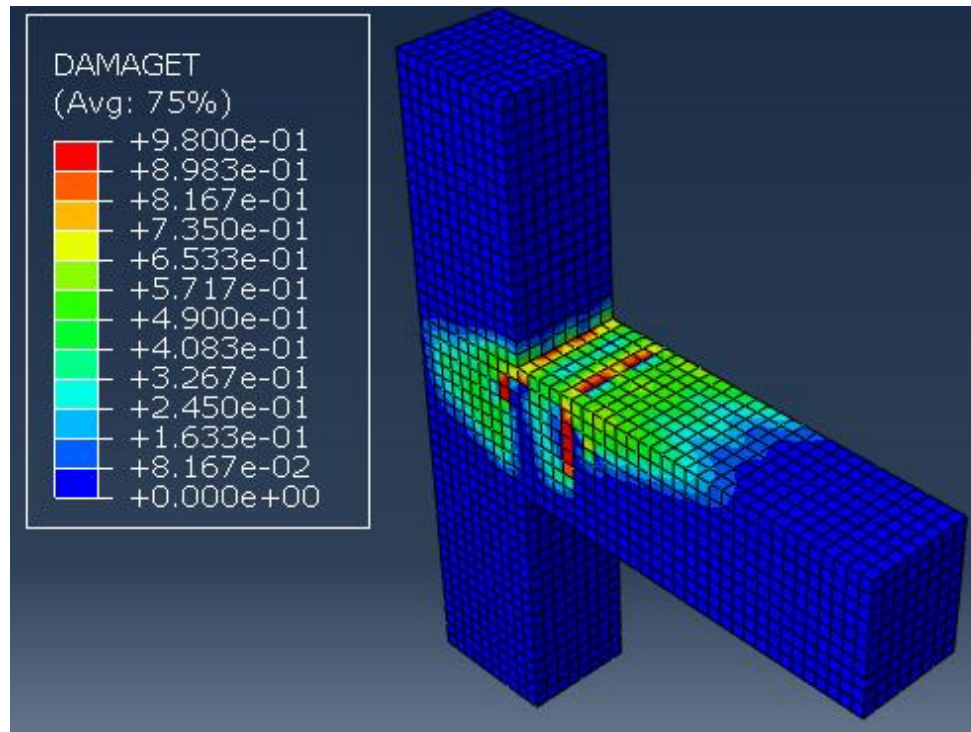 DAMAGET
(Avg: 75%)
+9.800e-01
+8.983e-01
+8.167e-01
+7.350e-01
+6.533e-01
+5.717e-01
+4.900e-01
+4.083e-01
+3.267e-01
+2.450e-01
+1.633e-01
+8.167e-02
+0.000e+00